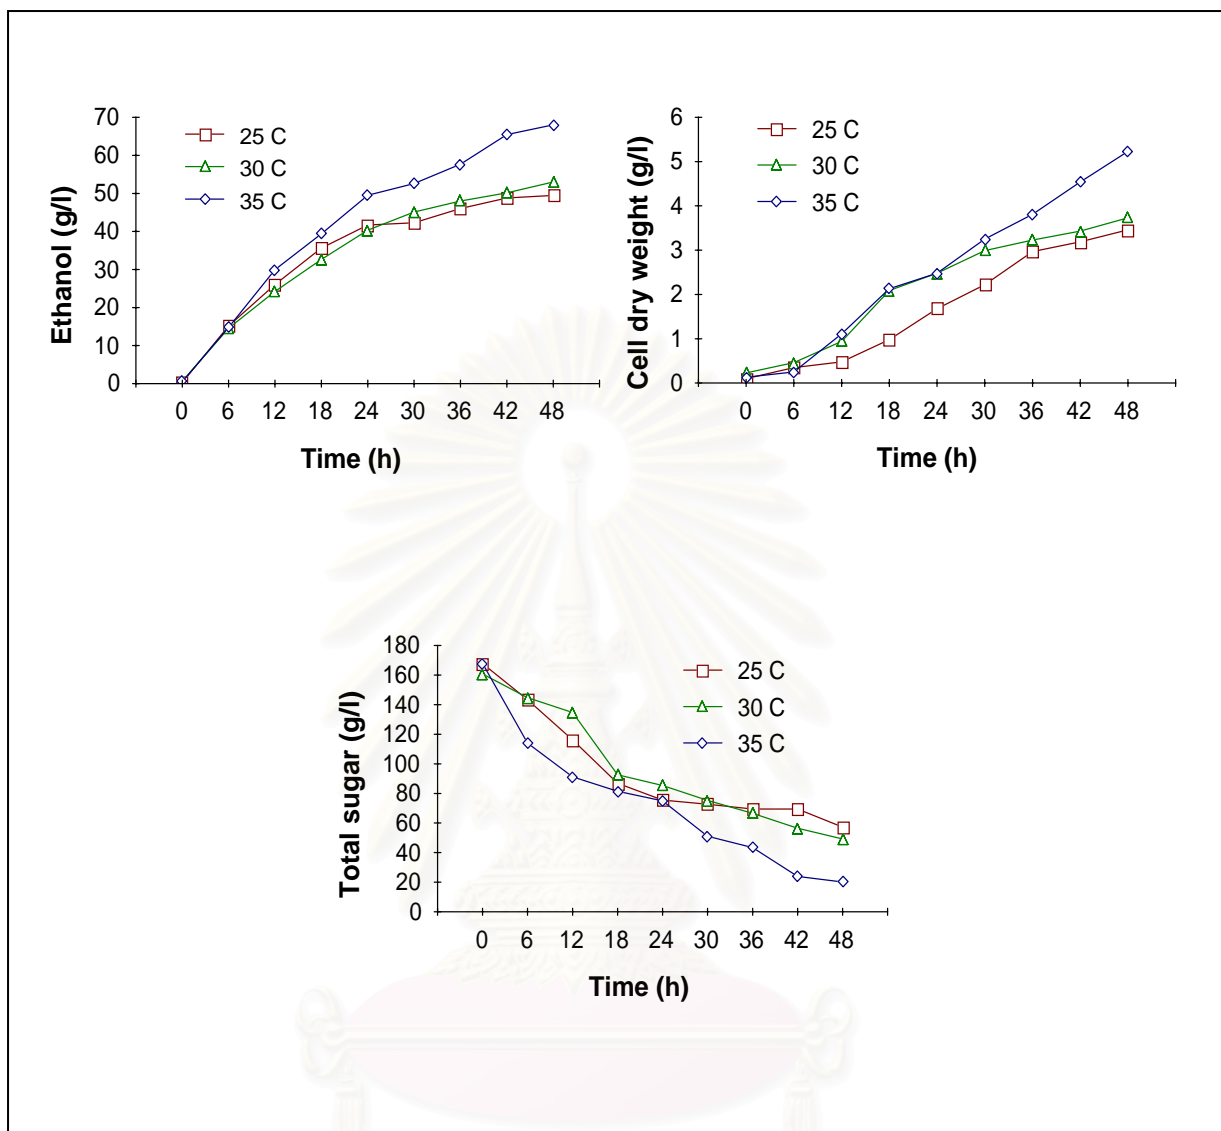 Ethanol (g/l)
70
60
50
40
30
20
10
0
25 C
30 C
35 C
0 6 12 18 24 30 36 42 48
Time (h)
Cell dry weight (g/l)
6
5
4
3
2
1
0
25 C
30 C
35 C
0 6 12 18 24 30 36 42 48
Time (h)
Total sugar (g/l)
180
160
140
120
100
80
60
40
20
0
25 C
30 C
35 C
0 6 12 18 24 30 36 42 48
Time (h)